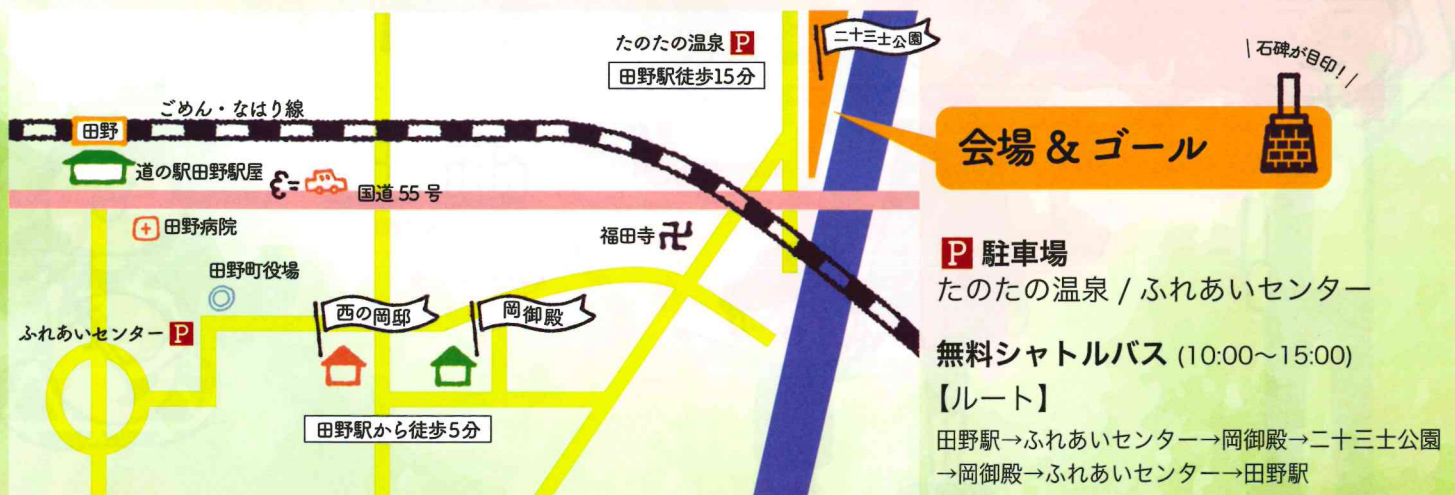 たのたの温泉 P
田野駅徒歩15分
二十三士公園
石碑が目印!
ごめん・なはり線
田野
会場 & ゴール
道の駅田野駅屋
国道 55 号
田野病院
福田寺
田野町役場
西の岡邸
岡御殿
ふれあいセンター P
田野駅から徒歩5分
P 駐車場
たのたの温泉 / ふれあいセンター
無料シャトルバス (10:00〜15:00)
【ルート】
田野駅→ふれあいセンター→岡御殿→二十三士公園
→岡御殿→ふれあいセンター→田野駅